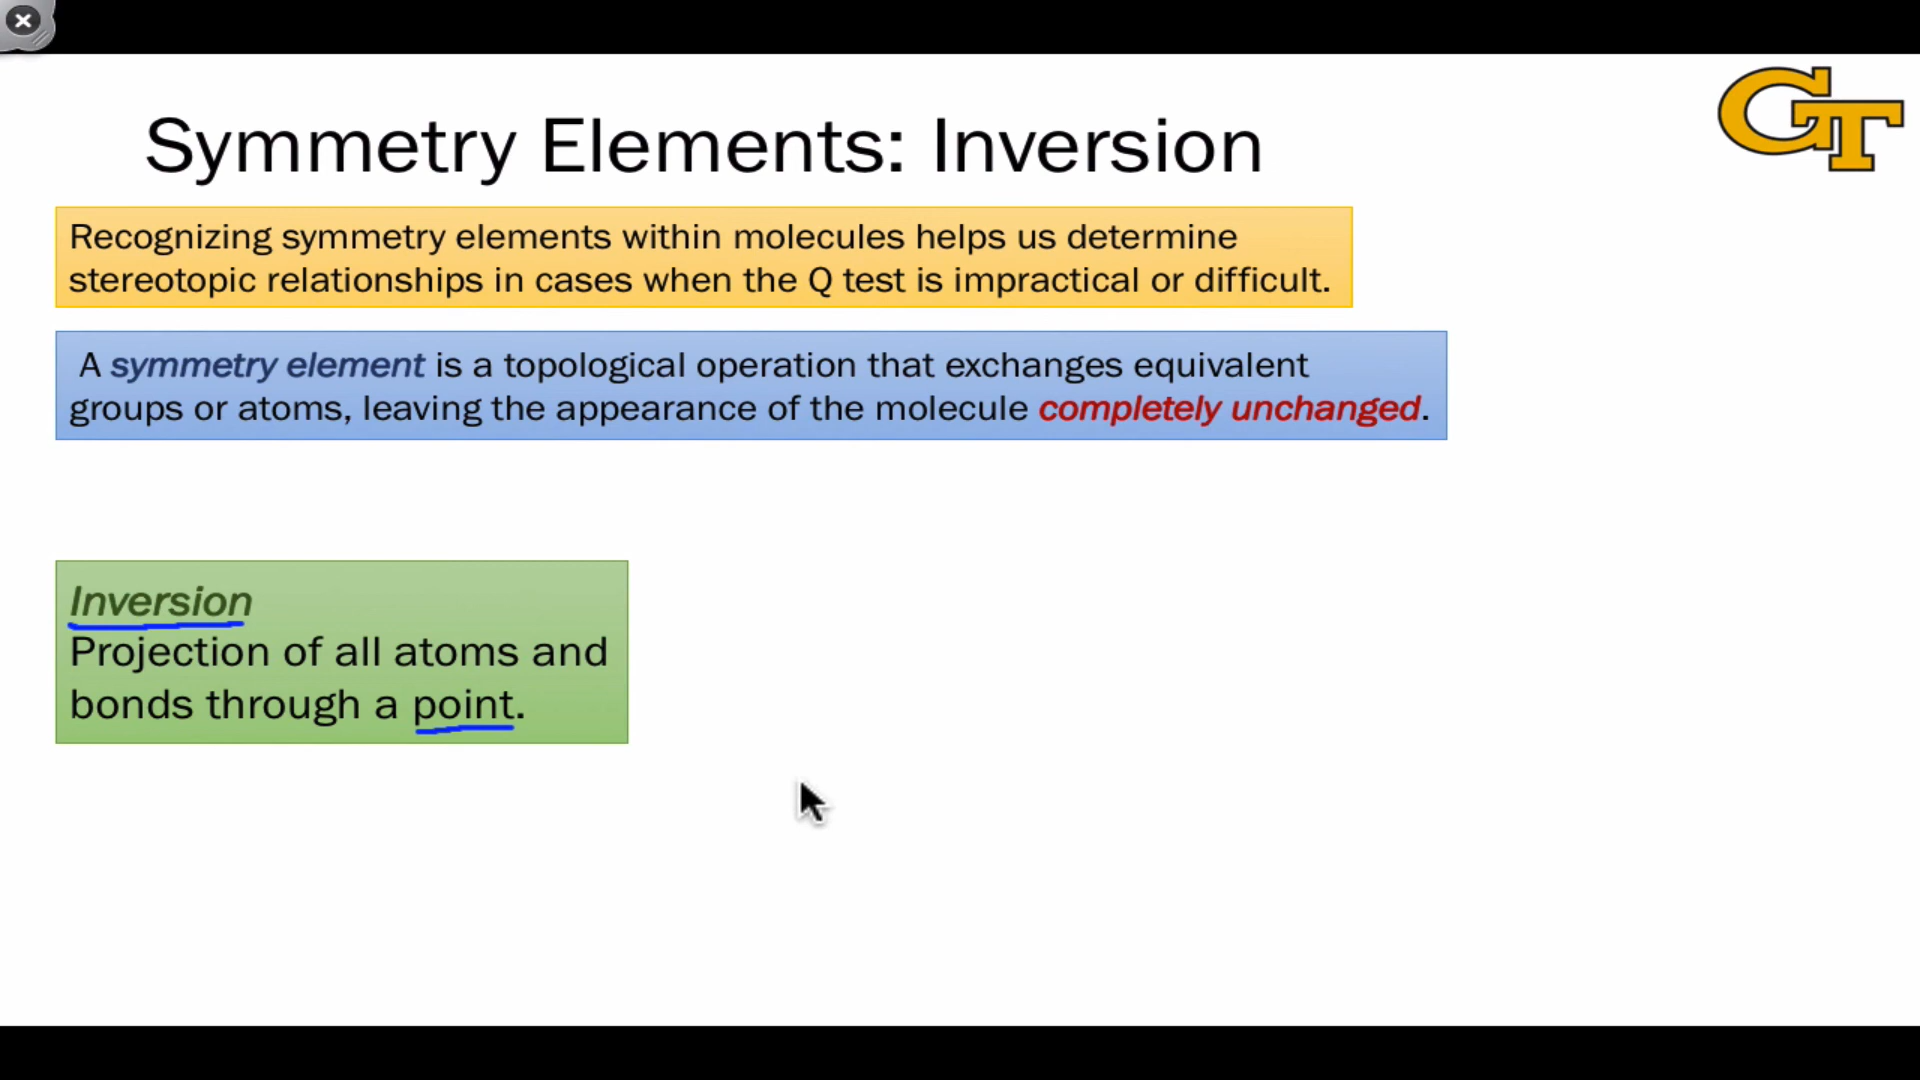 GT
Symmetry Elements: Inversion
Recognizing symmetry elements within molecules helps us determine
stereotopic relationships in cases when the Q test is impractical or difficult.
A symmetry element is a topological operation that exchanges equivalent
groups or atoms, leaving the appearance of the molecule completely unchanged.
Inversion
Projection of all atoms and
bonds through a point.